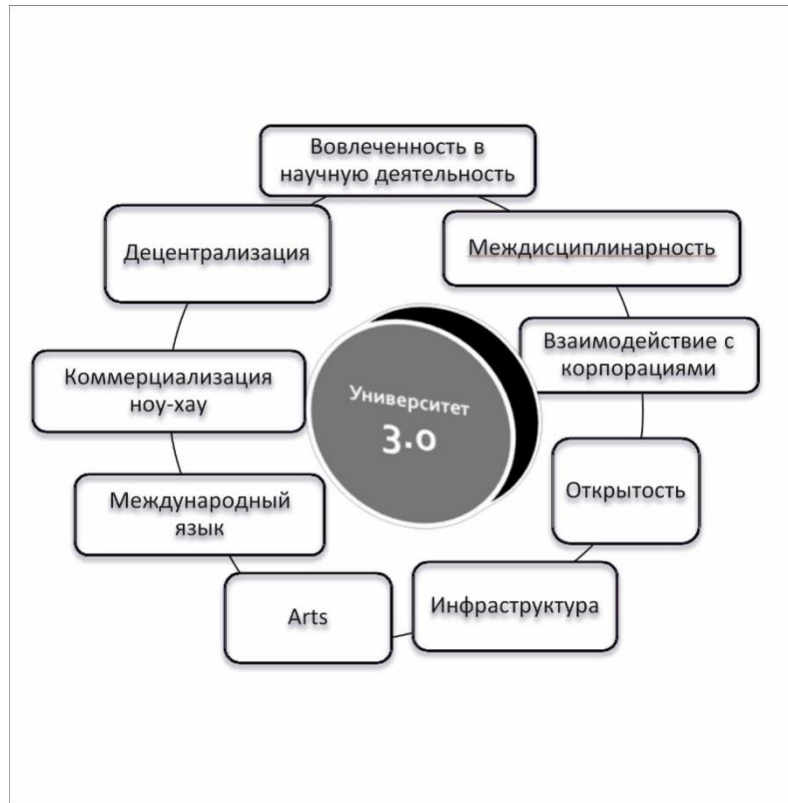 Вовлеченность в
научную деятельность
Междисциплинарность
Взаимодействие с
корпорациями
Открытость
Инфраструктура
Arts
Международный
язык
Коммерциализация
ноу-хау
Децентрализация
Университет
3.0